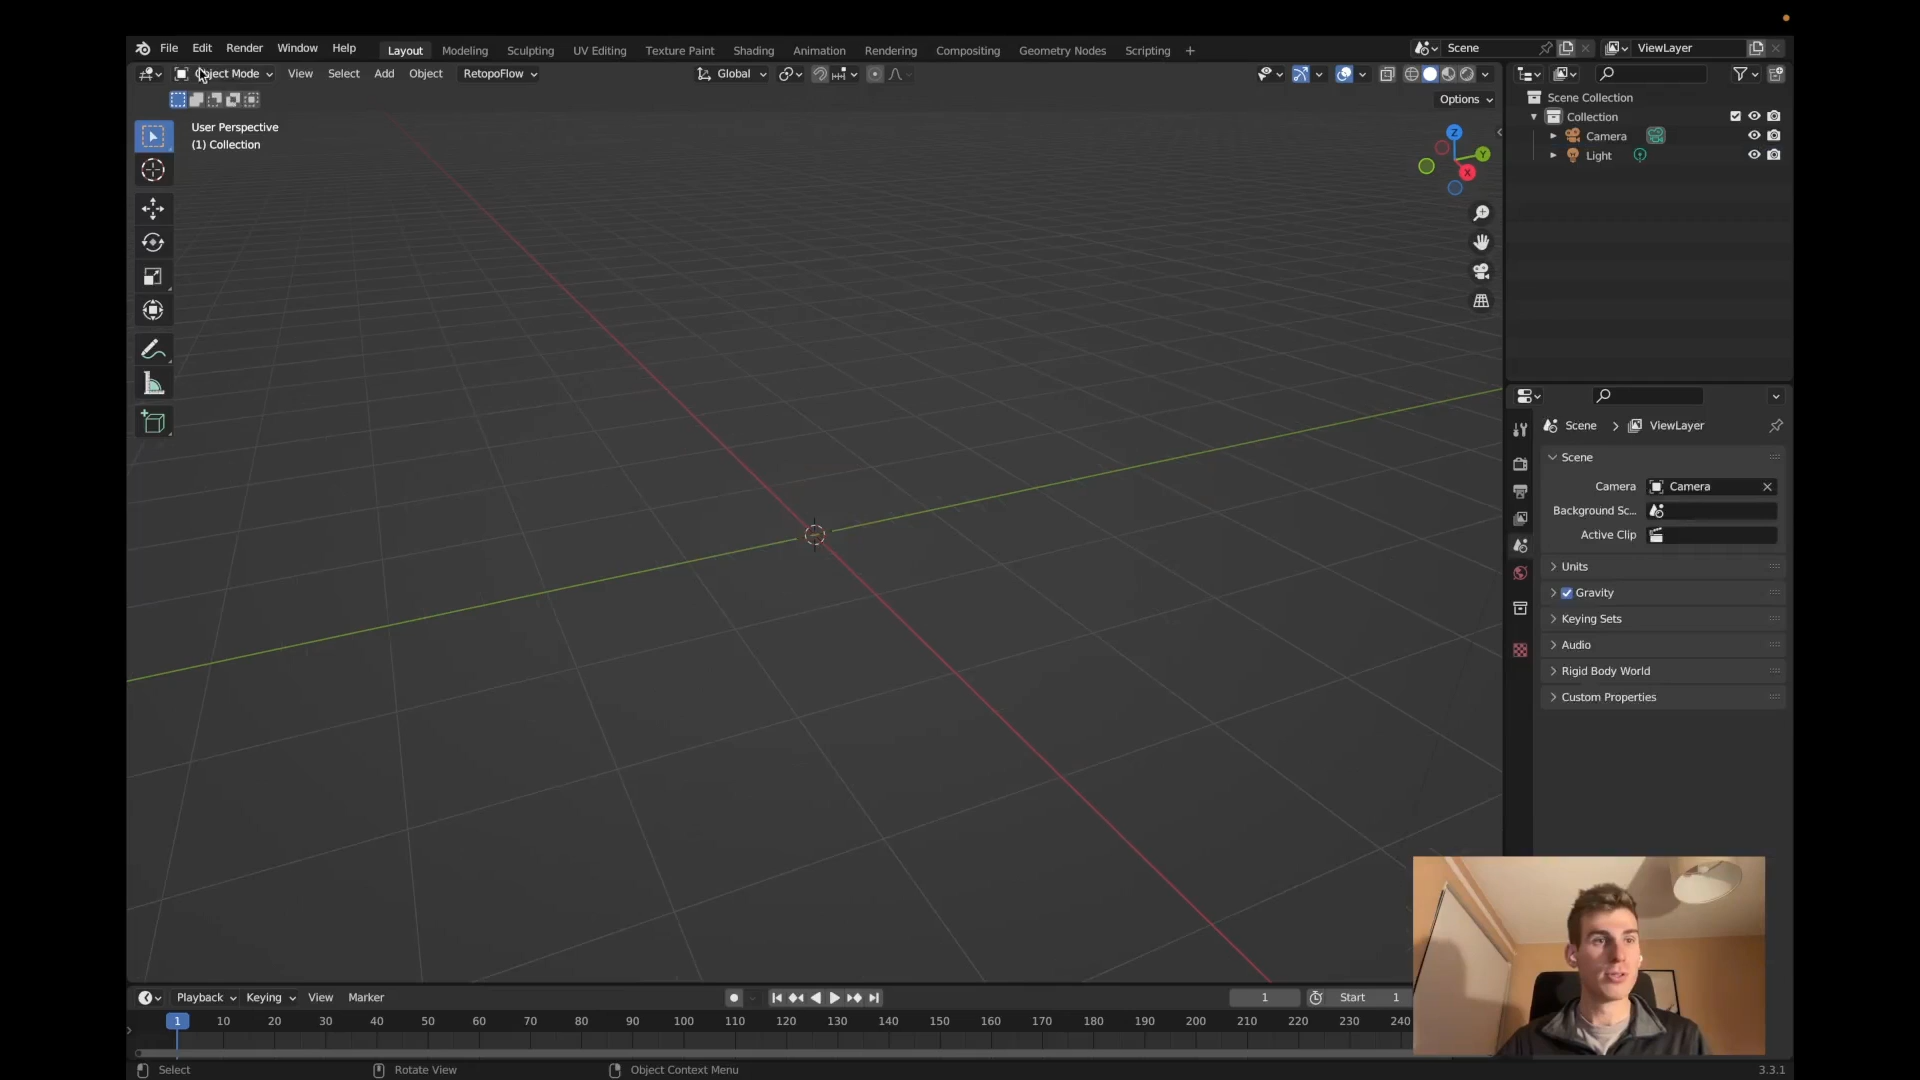 File Edit Render Window Help Layout Modeling Sculpting UV Editing Texture Paint Shading Animation Rendering Compositing Geometry Nodes Scripting + Scene ViewLayer
Object Mode View Select Add Object RetopoFlow Global
Options
User Perspective
(1) Collection
Z
Y
X
Scene Collection
Collection
Camera
Light
Scene > ViewLayer
Scene
Camera Camera
Background Sc...
Active Clip
Units
Gravity
Keying Sets
Audio
Rigid Body World
Custom Properties
Playback Keying View Marker 1 Start 1
1 10 20 30 40 50 60 70 80 90 100 110 120 130 140 150 160 170 180 190 200 210 220 230 240
Select Rotate View Object Context Menu 3.3.1